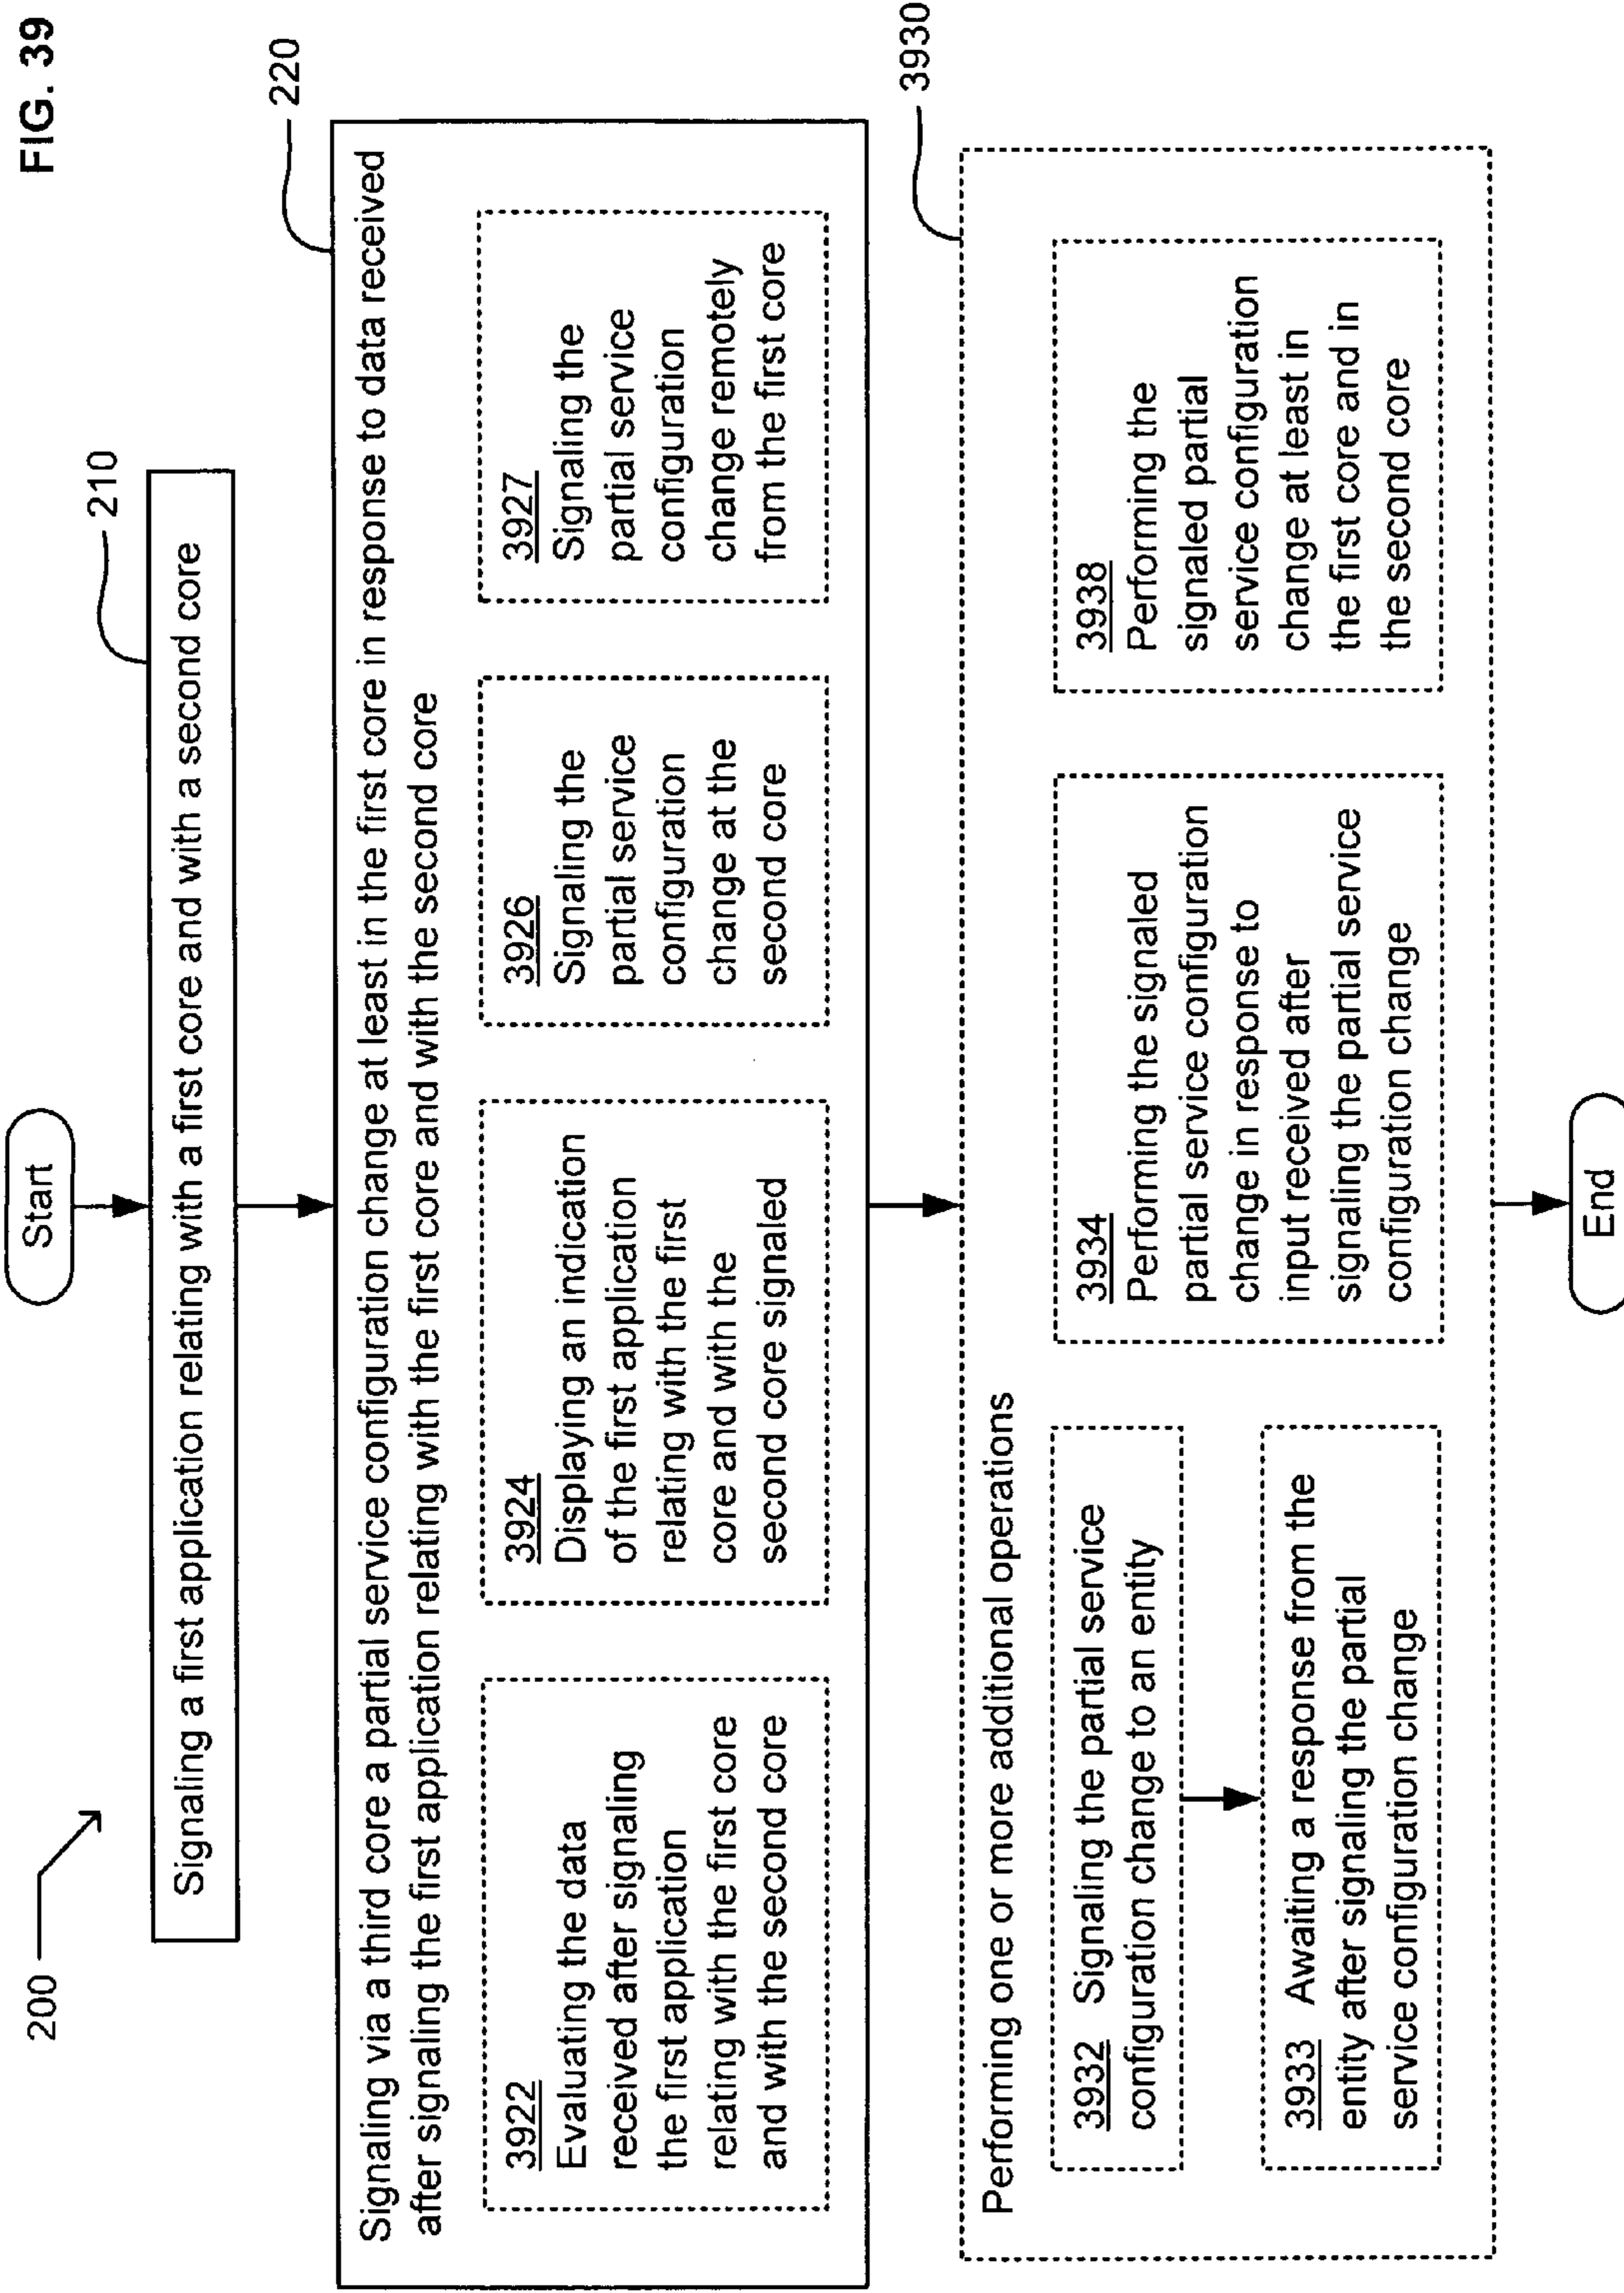 FIG. 39
200
Start
210
Signaling a first application relating with a first core and with a second core
220
Signaling via a third core a partial service configuration change at least in the first core in response to data received
after signaling the first application relating with the first core and with the second core
3922
Evaluating the data
received after signaling
the first application
relating with the first core
and with the second core
3924
Displaying an indication
of the first application
relating with the first
core and with the
second core signaled
3926
Signaling the
partial service
configuration
change at the
second core
3927
Signaling the
partial service
configuration
change remotely
from the first core
3930
Performing one or more additional operations
3932 Signaling the partial service
configuration change to an entity
3933 Awaiting a response from the
entity after signaling the partial
service configuration change
3934
Performing the signaled
partial service configuration
change in response to
input received after
signaling the partial service
configuration change
3938
Performing the
signaled partial
service configuration
change at least in
the first core and in
the second core
End